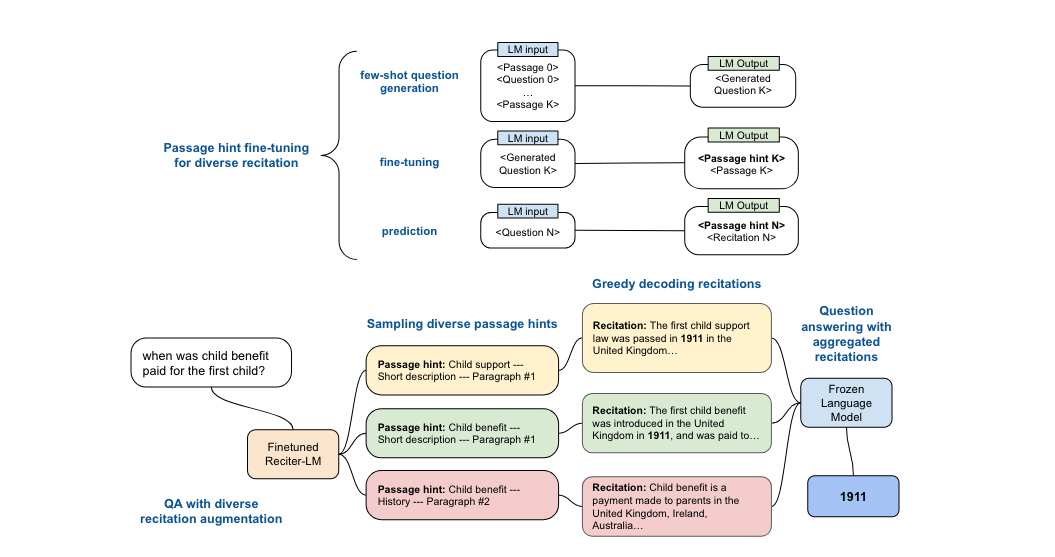 Passage hint fine-tuning
for diverse recitation
few-shot question
generation
LM input
<Passage 0>
<Question 0>
...
<Passage K>
LM Output
<Generated
Question K>
fine-tuning
LM input
<Generated
Question K>
LM Output
<Passage hint K>
<Passage K>
prediction
LM input
<Question N>
LM Output
<Passage hint N>
<Recitation N>
when was child benefit
paid for the first child?
Finetuned
Reciter-LM
QA with diverse
recitation augmentation
Sampling diverse passage hints
Passage hint: Child support ---
Short description --- Paragraph #1
Passage hint: Child benefit ---
Short description --- Paragraph #1
Passage hint: Child benefit ---
History --- Paragraph #2
Greedy decoding recitations
Recitation: The first child support
law was passed in 1911 in the
United Kingdom...
Recitation: The first child benefit
was introduced in the United
Kingdom in 1911, and was paid to...
Recitation: Child benefit is a
payment made to parents in the
United Kingdom, Ireland,
Australia...
Question
answering with
aggregated
recitations
Frozen
Language
Model
1911